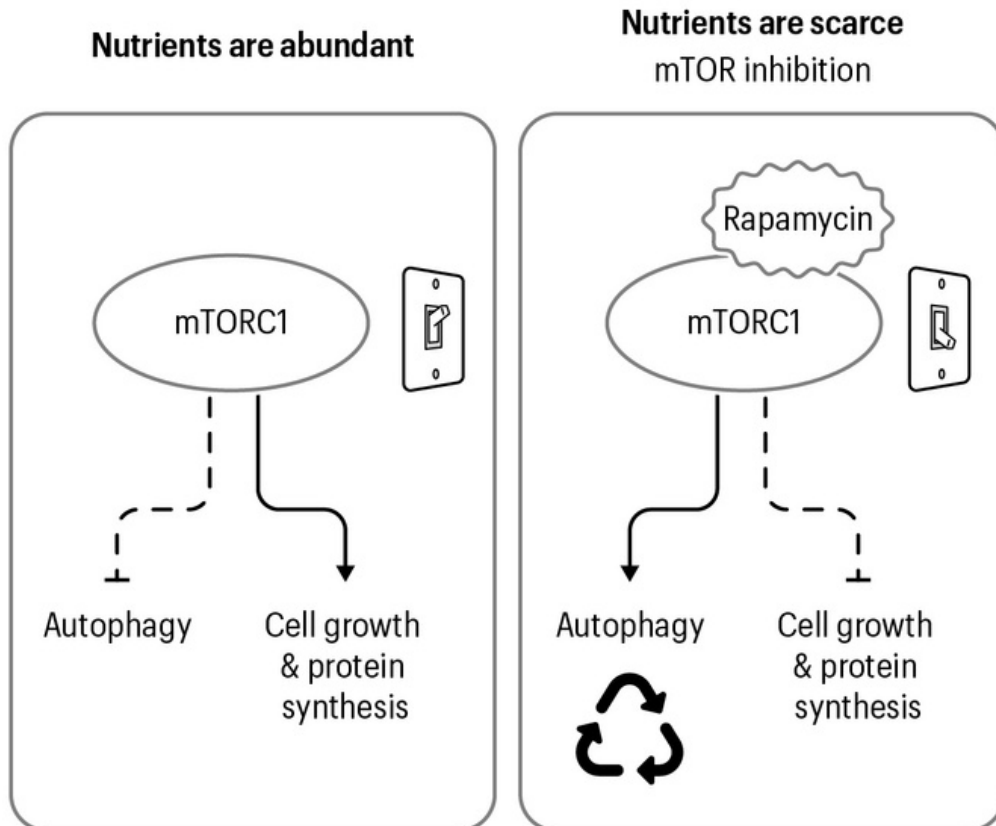 Nutrients are abundant
mTORC1
Autophagy
Cell growth
& protein
synthesis
Nutrients are scarce
mTOR inhibition
Rapamycin
mTORC1
Autophagy
Cell growth
& protein
synthesis